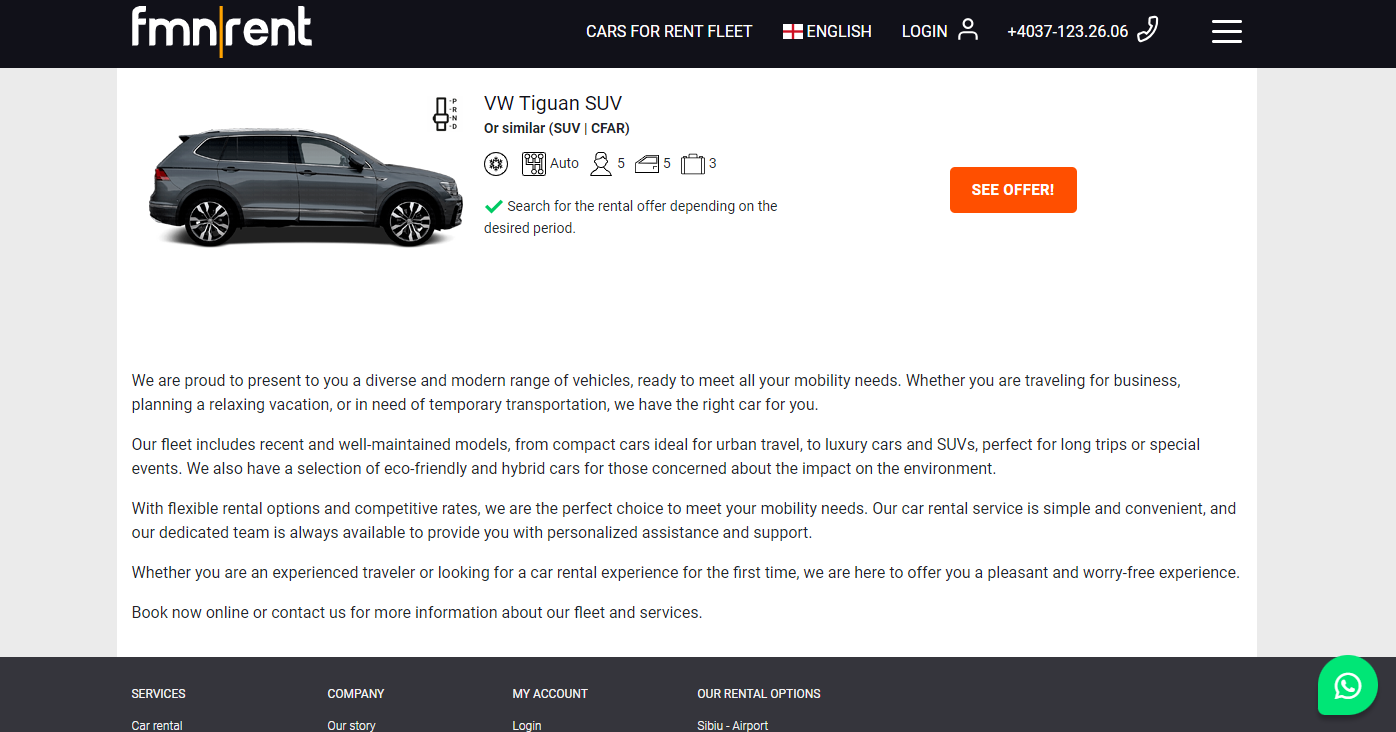 fmn|rent
CARS FOR RENT FLEET
ENGLISH
LOGIN
+4037-123.26.06
P
R
N
D
VW Tiguan SUV
Or similar (SUV | CFAR)
Auto 5 5 3
Search for the rental offer depending on the
desired period.
SEE OFFER!
We are proud to present to you a diverse and modern range of vehicles, ready to meet all your mobility needs. Whether you are traveling for business,
planning a relaxing vacation, or in need of temporary transportation, we have the right car for you.
Our fleet includes recent and well-maintained models, from compact cars ideal for urban travel, to luxury cars and SUVs, perfect for long trips or special
events. We also have a selection of eco-friendly and hybrid cars for those concerned about the impact on the environment.
With flexible rental options and competitive rates, we are the perfect choice to meet your mobility needs. Our car rental service is simple and convenient, and
our dedicated team is always available to provide you with personalized assistance and support.
Whether you are an experienced traveler or looking for a car rental experience for the first time, we are here to offer you a pleasant and worry-free experience.
Book now online or contact us for more information about our fleet and services.
SERVICES
Car rental
COMPANY
Our story
MY ACCOUNT
Login
OUR RENTAL OPTIONS
Sibiu - Airport